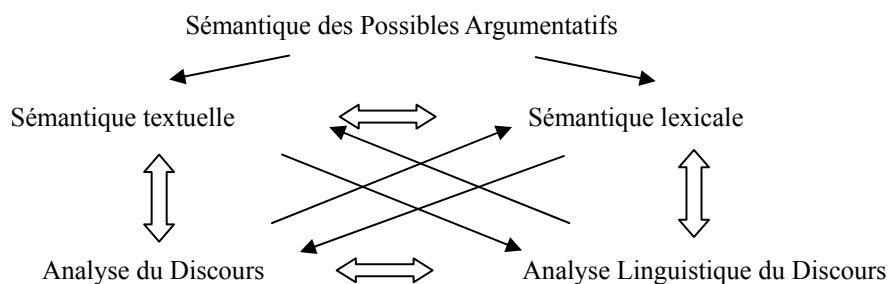 Sémantique des Possibles Argumentatifs
Sémantique textuelle Sémantique lexicale
Analyse du Discours Analyse Linguistique du Discours